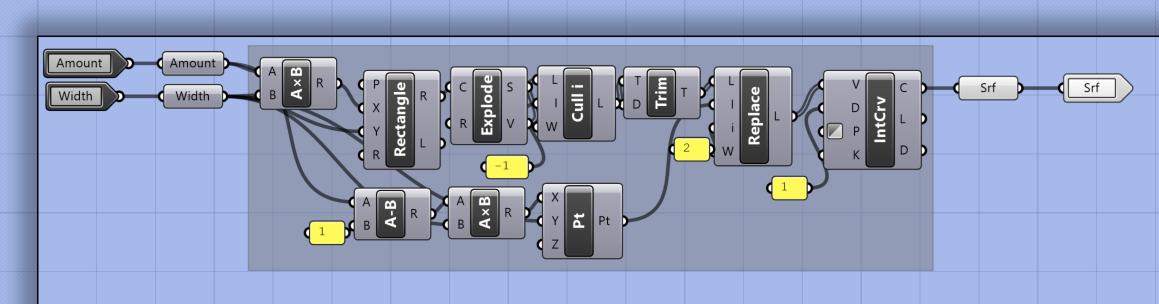 Amount
Width
Amount
Width
A
B
A×B
R
P
X
Y
R
Rectangle
R
L
C
R
Explode
S
V
-1
L
I
W
Cull i
L
T
D
Trim
T
2
L
I
i
W
Replace
L
1
V
D
P
K
IntCrv
C
L
D
Srf
Srf
1
A
B
A-B
R
A
B
A×B
R
X
Y
Z
Pt
Pt